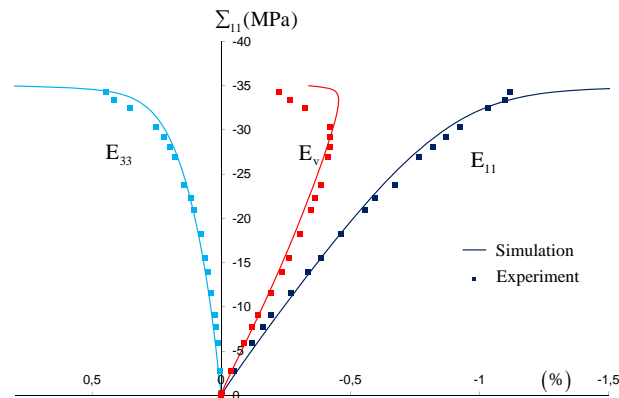 Σ₁₁(MPa)
-40
-35
-30
-25
-20
-15
-10
-5
0
E₃₃
Eᵥ
E₁₁
Simulation
Experiment
0,5
0
-0,5
-1
(%)
-1,5